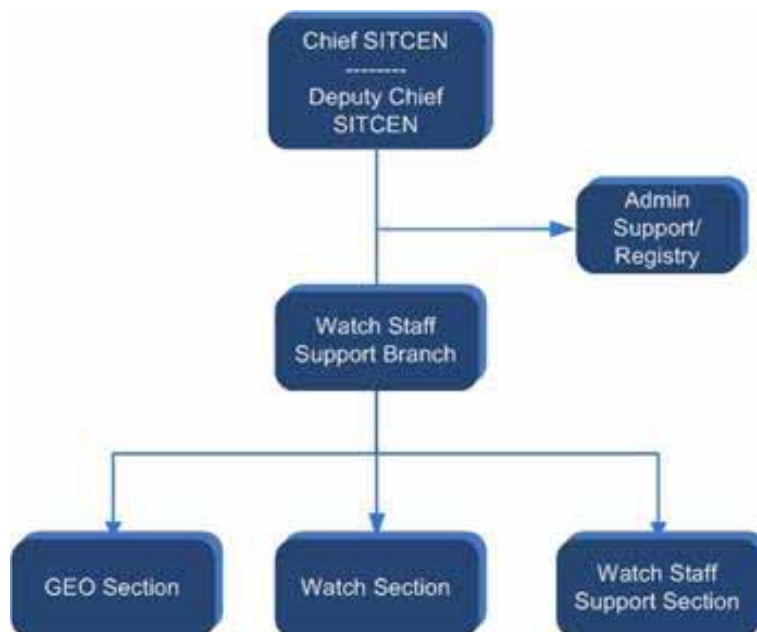 Chief SITCEN
--------
Deputy Chief
SITCEN
Admin
Support/
Registry
Watch Staff
Support Branch
GEO Section
Watch Section
Watch Staff
Support Section